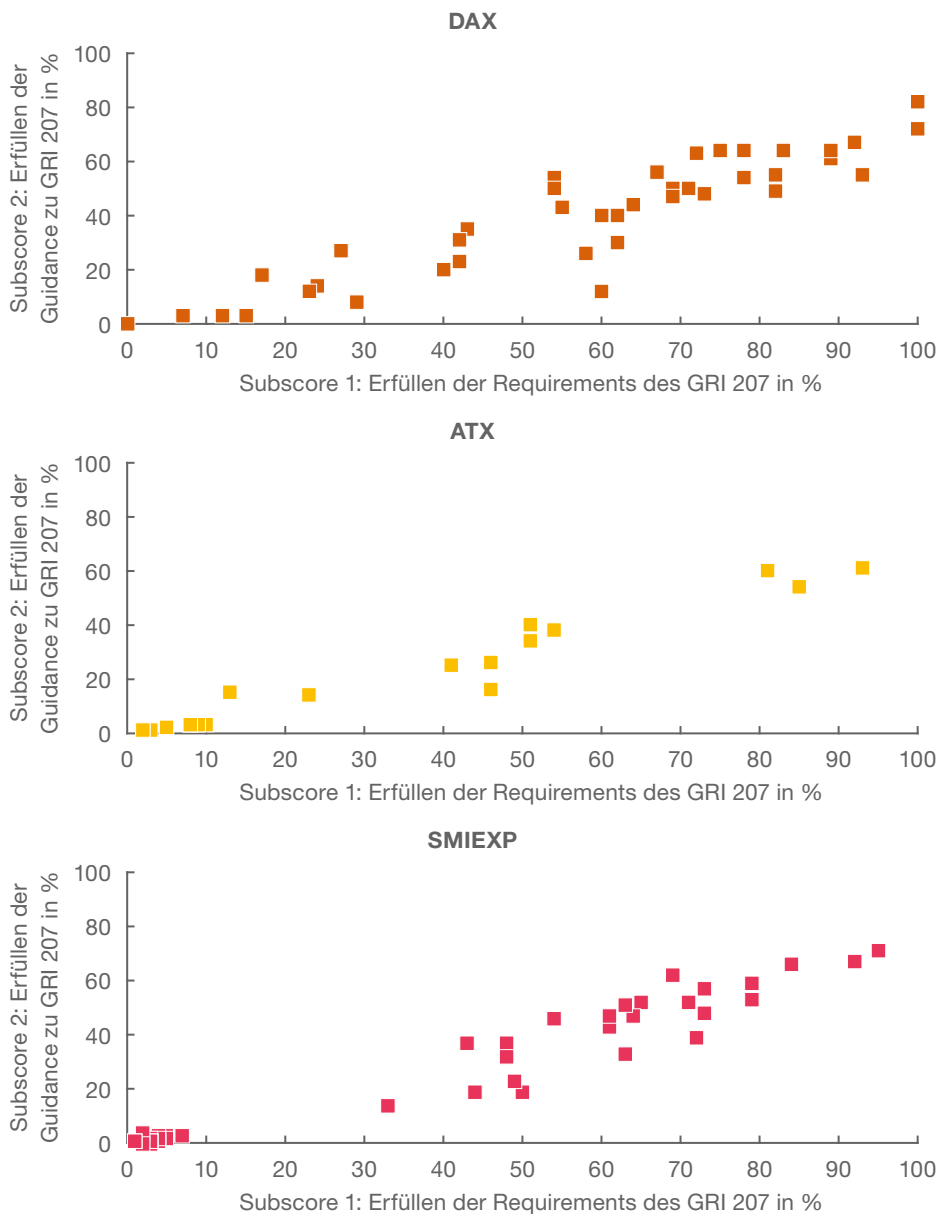 DAX
Subscore 2: Erfüllen der
Guidance zu GRI 207 in %
100
80
60
40
20
0
0 10 20 30 40 50 60 70 80 90 100
Subscore 1: Erfüllen der Requirements des GRI 207 in %
ATX
Subscore 2: Erfüllen der
Guidance zu GRI 207 in %
100
80
60
40
20
0
0 10 20 30 40 50 60 70 80 90 100
Subscore 1: Erfüllen der Requirements des GRI 207 in %
SMIEXP
Subscore 2: Erfüllen der
Guidance zu GRI 207 in %
100
80
60
40
20
0
0 10 20 30 40 50 60 70 80 90 100
Subscore 1: Erfüllen der Requirements des GRI 207 in %